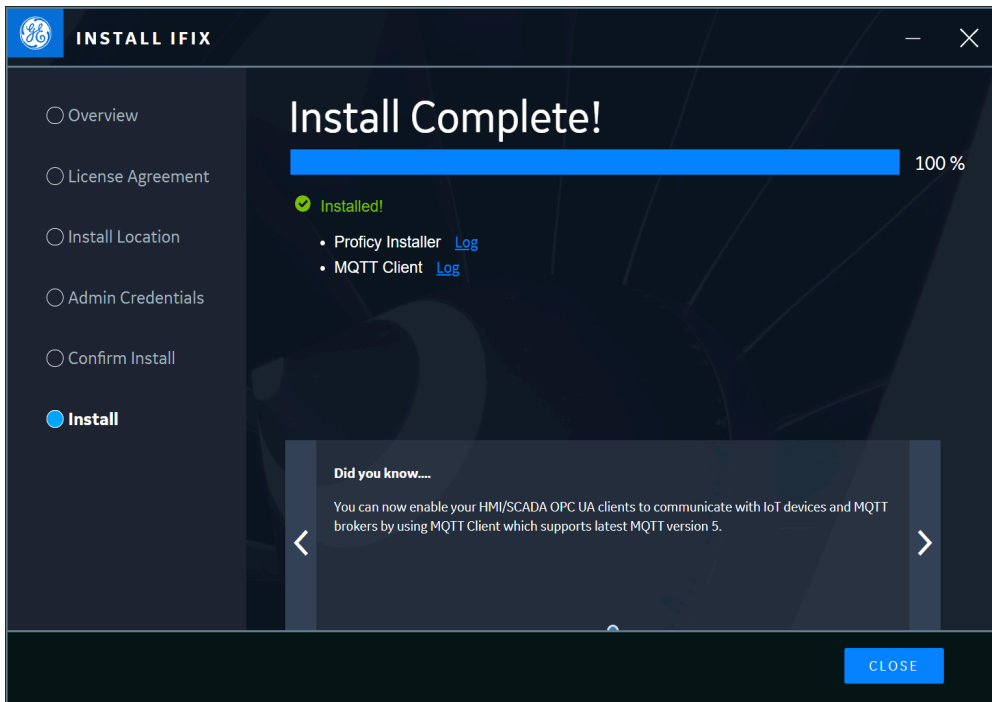 INSTALL IFIX
Overview
License Agreement
Install Location
Admin Credentials
Confirm Install
Install
Install Complete!
100 %
Installed!
• Proficy Installer Log
• MQTT Client Log
Did you know....
You can now enable your HMI/SCADA OPC UA clients to communicate with IoT devices and MQTT
brokers by using MQTT Client which supports latest MQTT version 5.
CLOSE